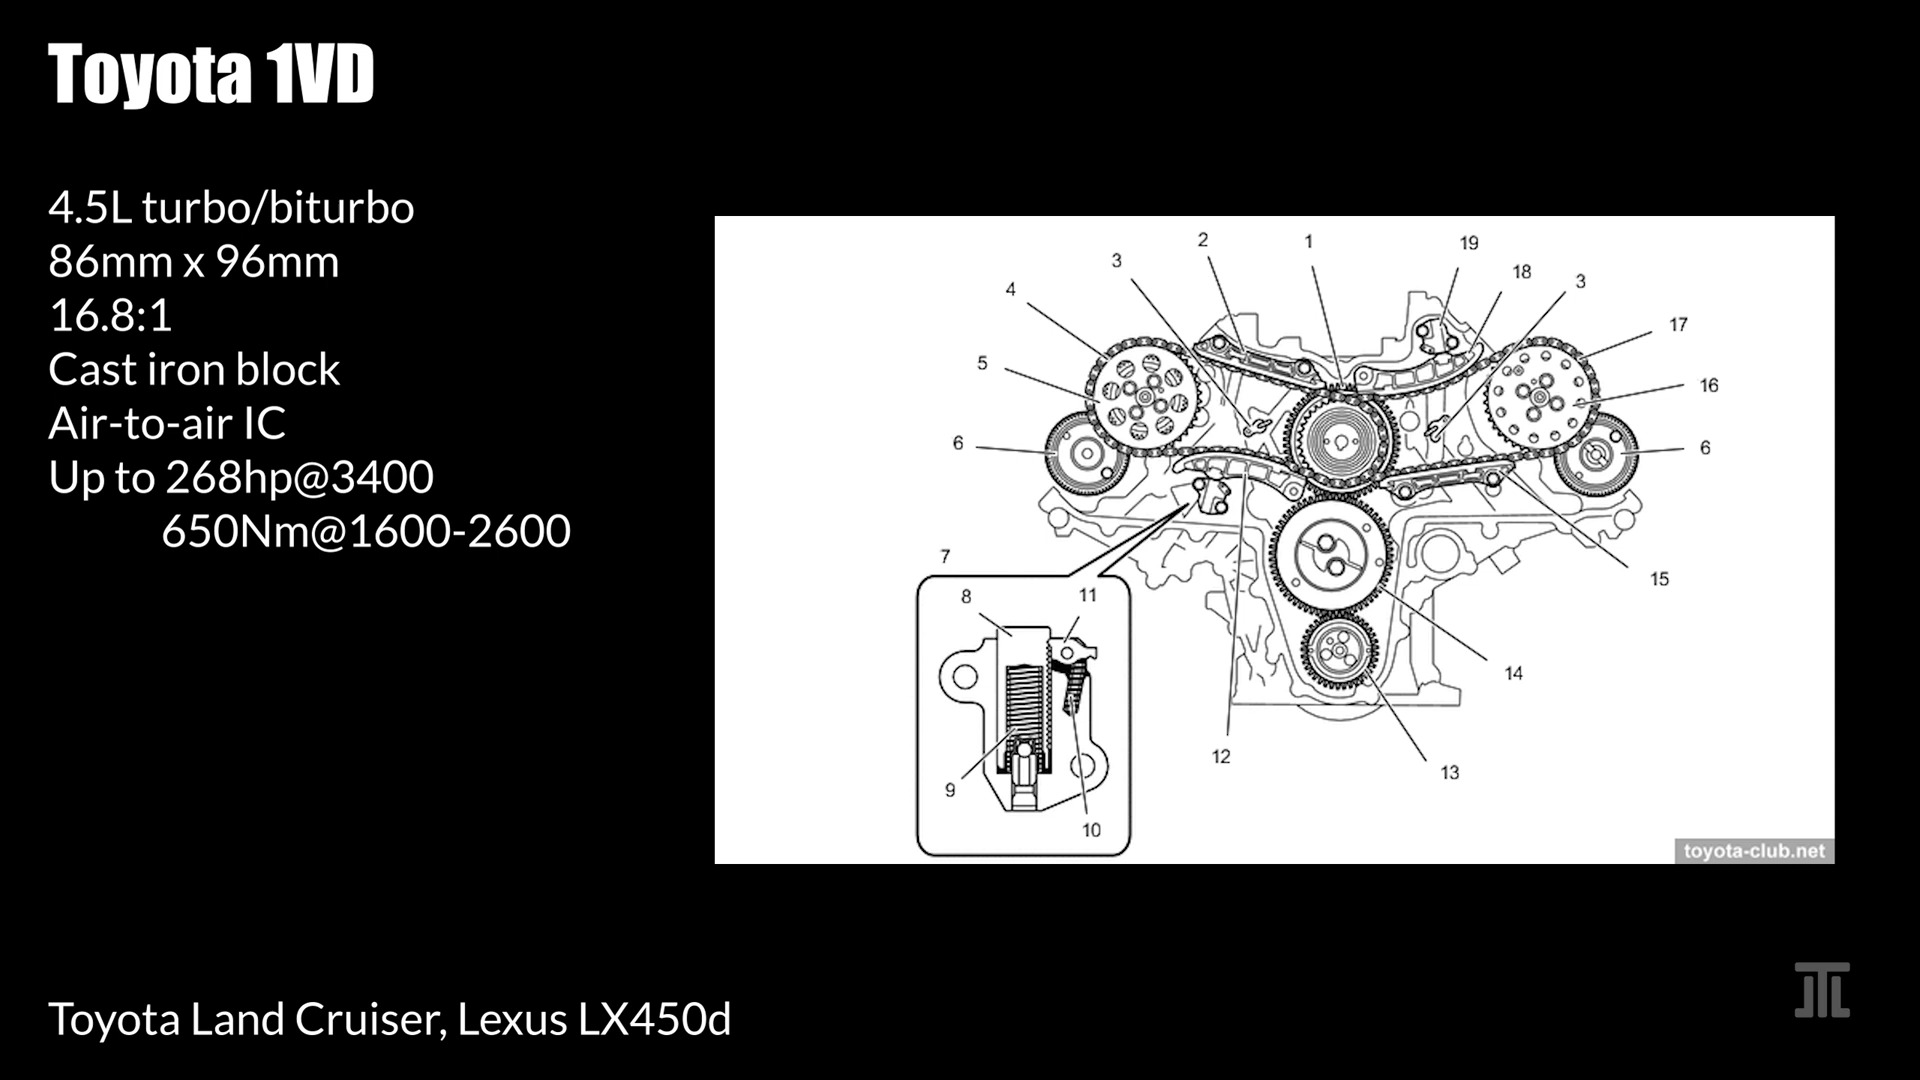 Toyota 1VD
4.5L turbo/biturbo
86mm x 96mm
16.8:1
Cast iron block
Air-to-air IC
Up to 268hp@3400
650Nm@1600-2600
2
1
19
3
18
3
4
17
5
16
6
6
7
15
8
11
14
12
13
9
10
toyota-club.net
Toyota Land Cruiser, Lexus LX450d